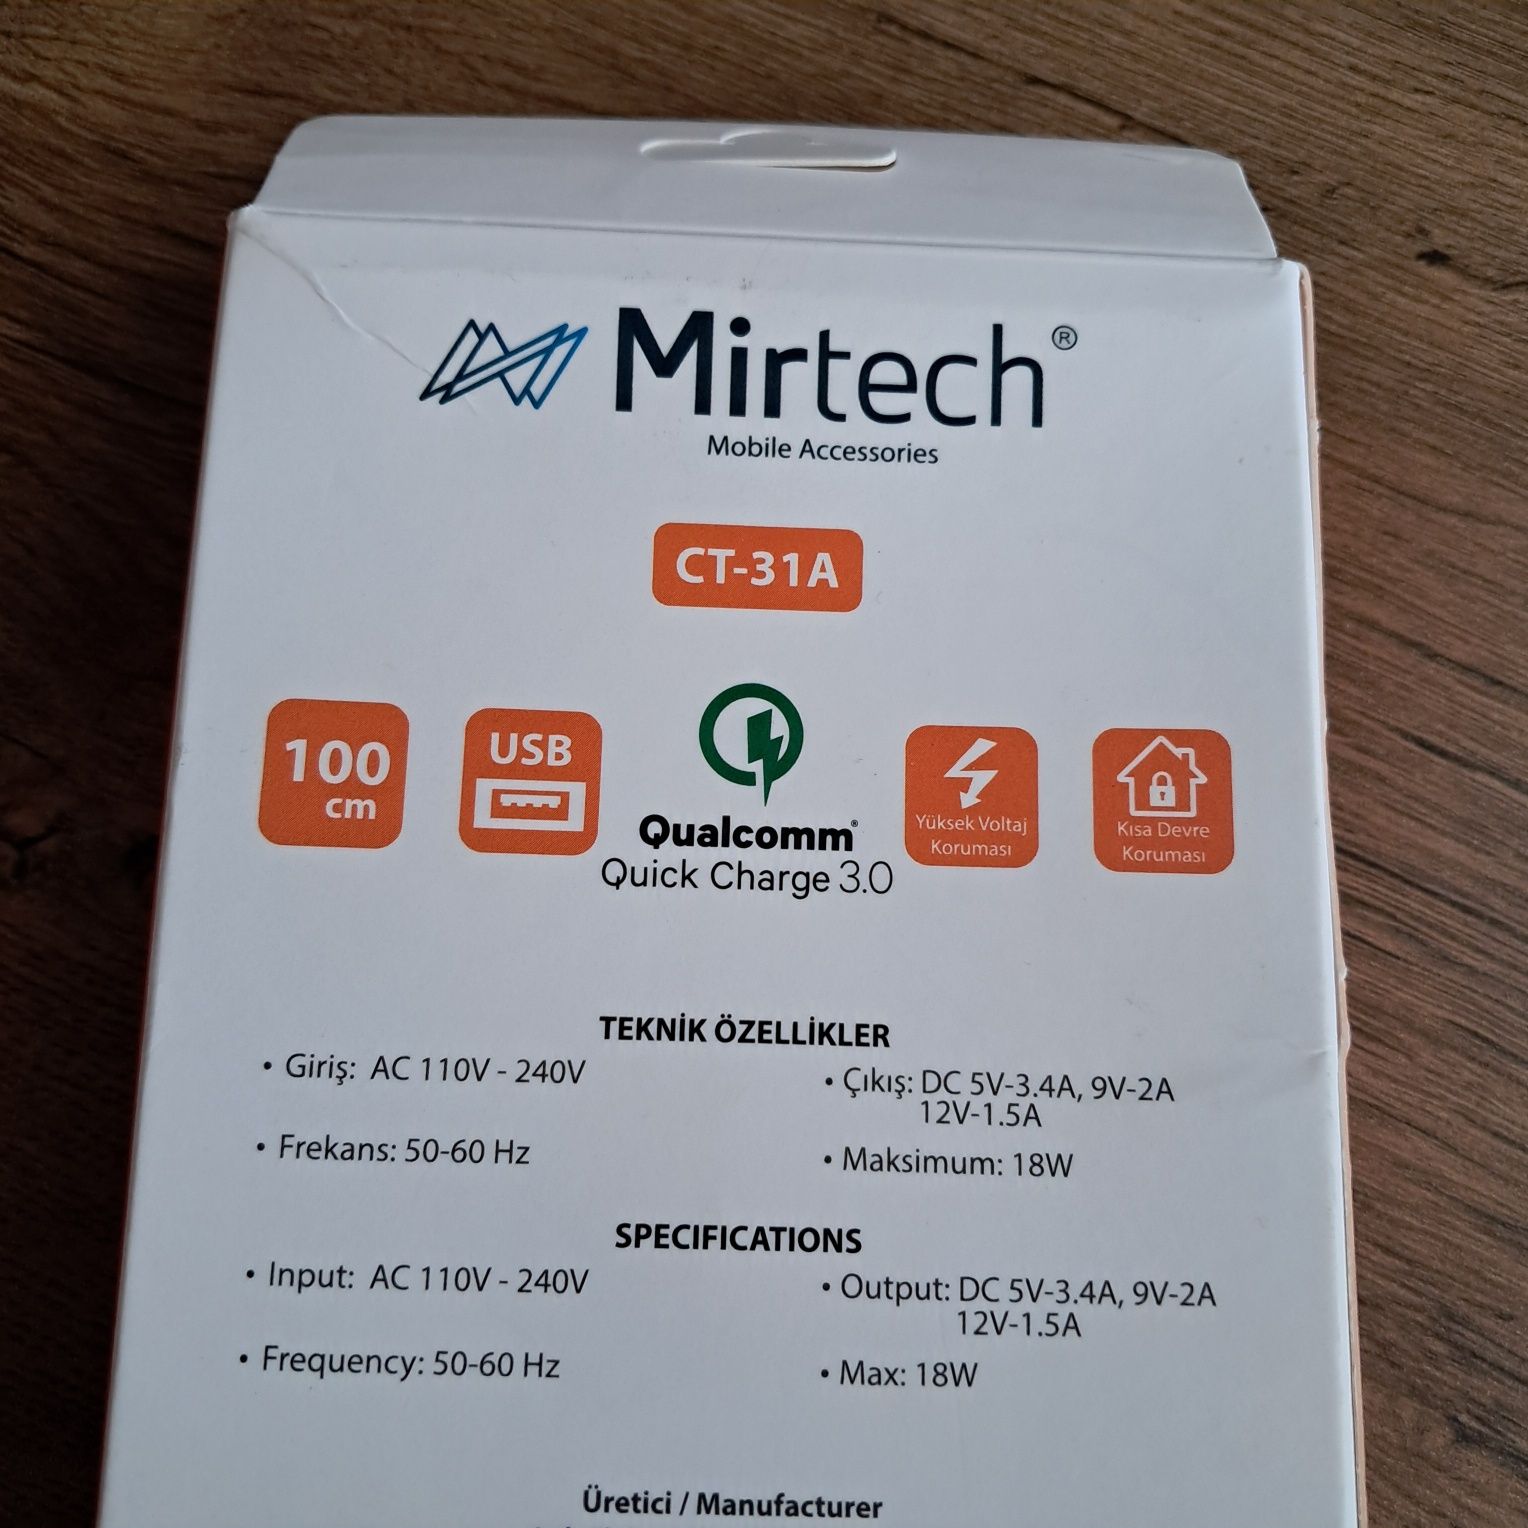 Mirtech®
Mobile Accessories
CT-31A
100
cm
USB
Qualcomm®
Quick Charge 3.0
Yüksek Voltaj
Koruması
Kısa Devre
Koruması
TEKNİK ÖZELLİKLER
• Giriş: AC 110V - 240V
• Çıkış: DC 5V-3.4A, 9V-2A
12V-1.5A
• Frekans: 50-60 Hz
• Maksimum: 18W
SPECIFICATIONS
• Input: AC 110V - 240V
• Output: DC 5V-3.4A, 9V-2A
12V-1.5A
• Frequency: 50-60 Hz
• Max: 18W
Üretici / Manufacturer